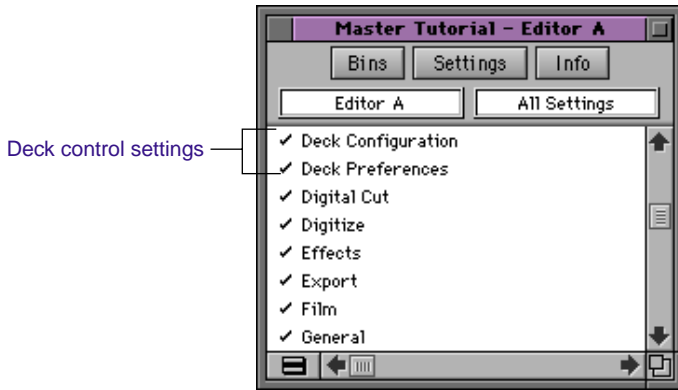 Master Tutorial – Editor A
Bins Settings Info
Editor A All Settings
Deck control settings
✓ Deck Configuration
✓ Deck Preferences
✓ Digital Cut
✓ Digitize
✓ Effects
✓ Export
✓ Film
✓ General